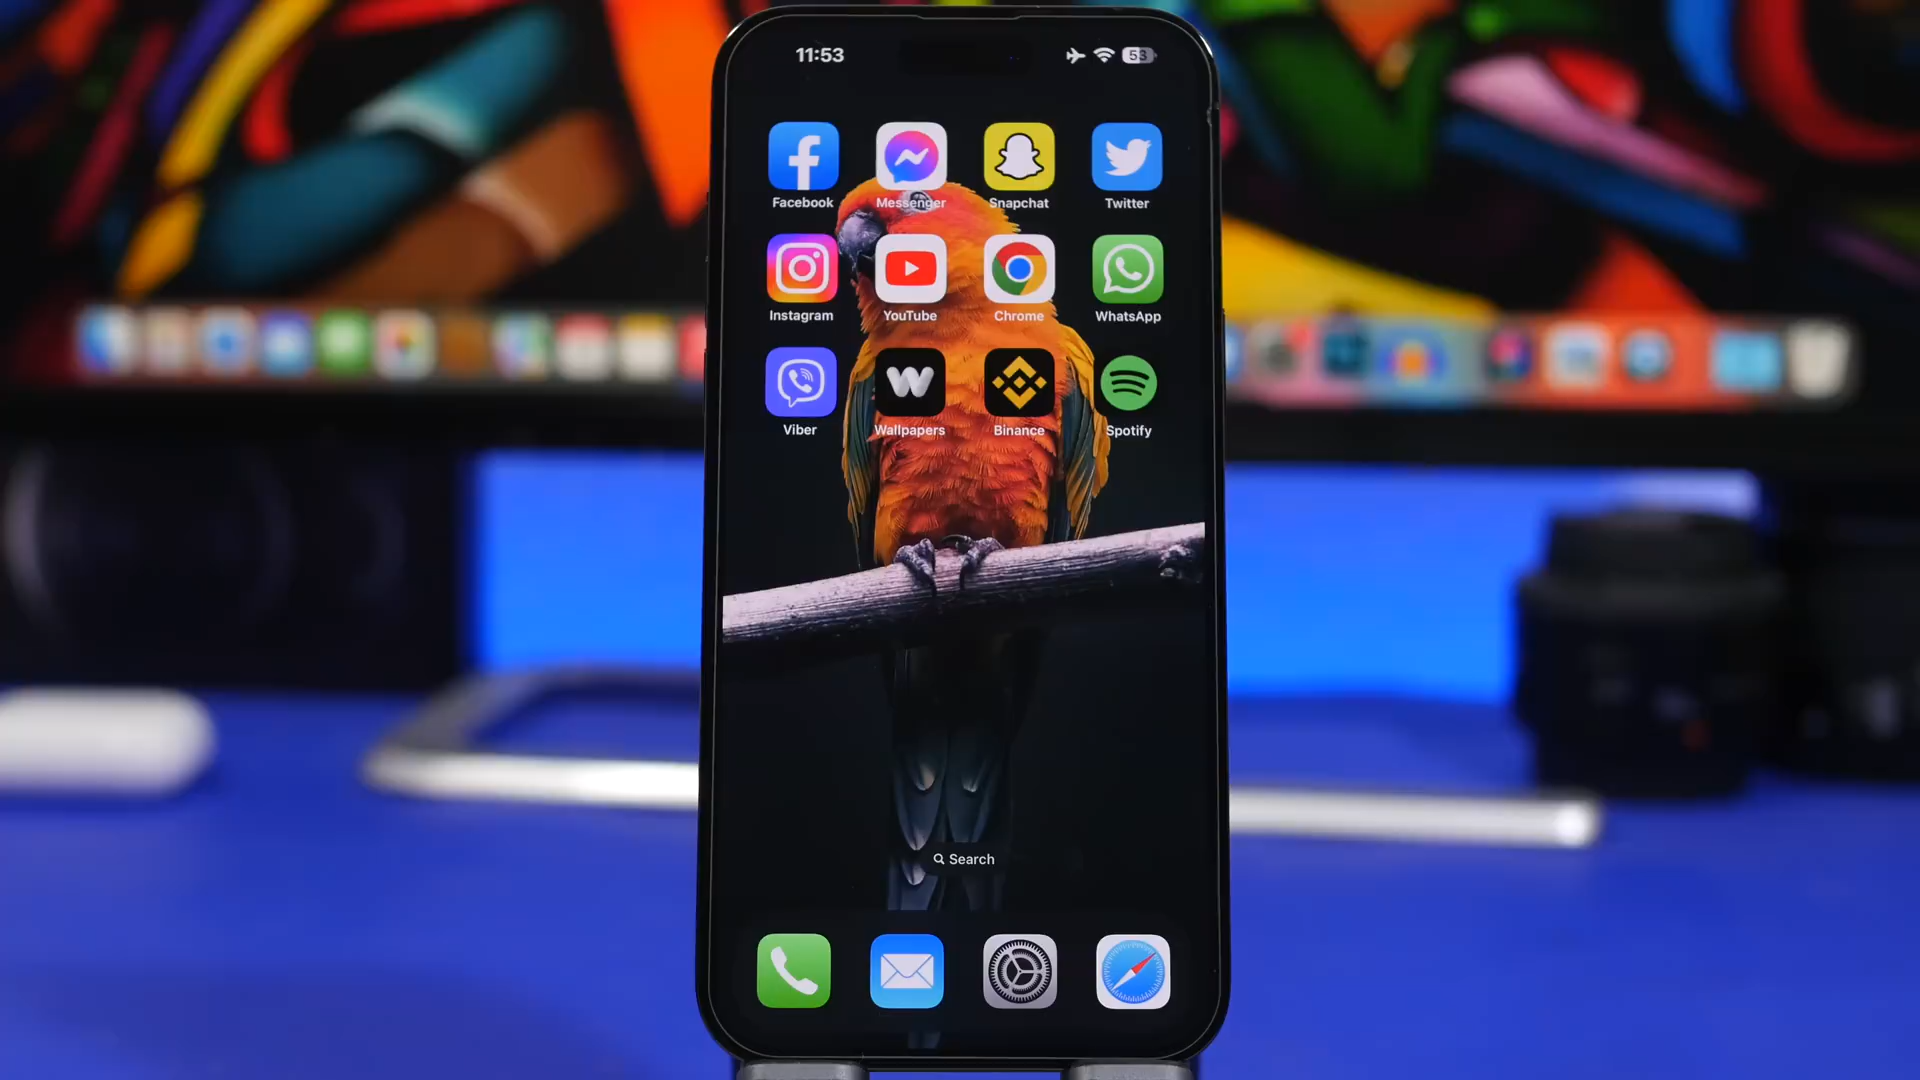 11:53 53
Facebook Messenger Snapchat Twitter
Instagram YouTube Chrome WhatsApp
Viber Wallpapers Binance Spotify
Search